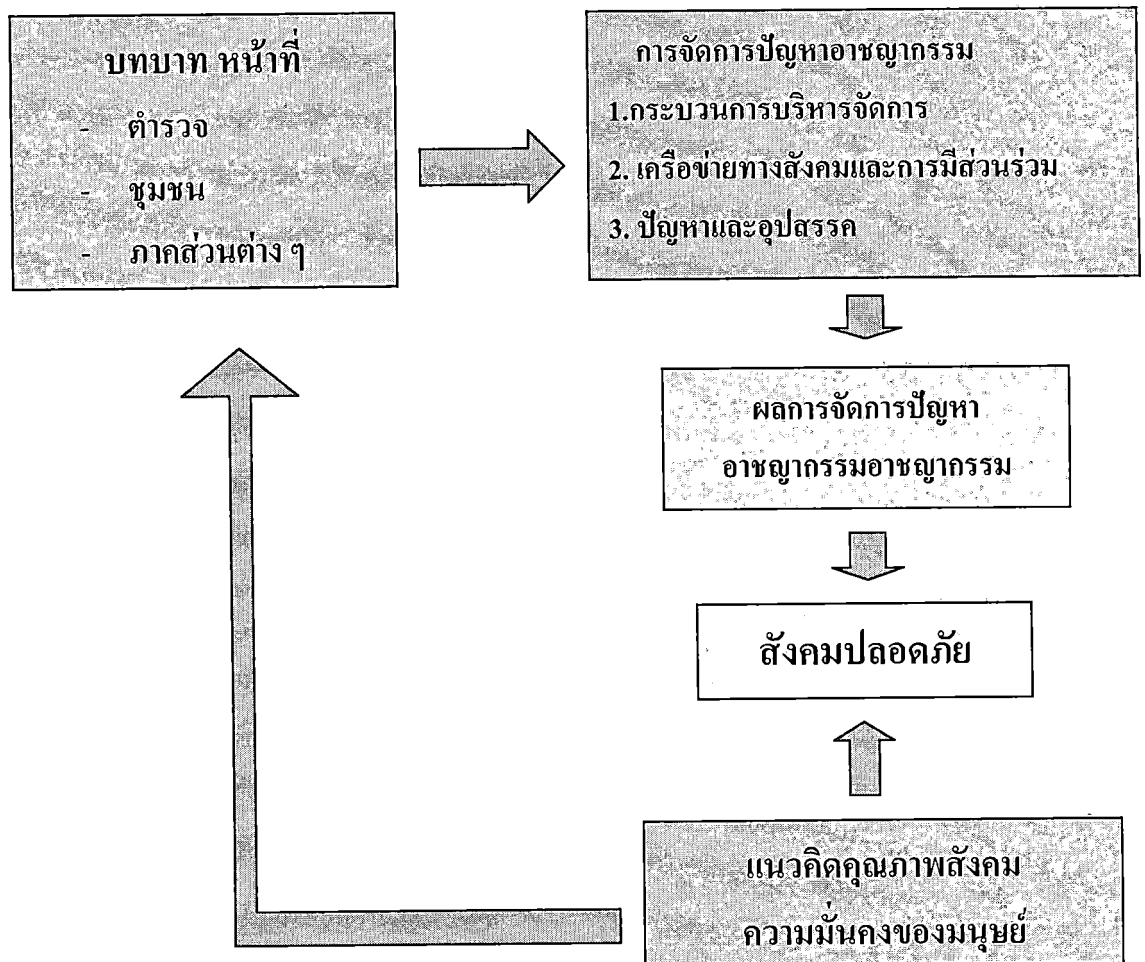 บทบาท หน้าที่
- ตำรวจ
- ชุมชน
- ภาคส่วนต่าง ๆ
การจัดการปัญหาอาชญากรรม
1.กระบวนการบริหารจัดการ
2. เครือข่ายทางสังคมและการมีส่วนร่วม
3. ปัญหาและอุปสรรค
ผลการจัดการปัญหา
อาชญากรรมอาชญากรรม
สังคมปลอดภัย
แนวคิดคุณภาพสังคม
ความมั่นคงของมนุษย์